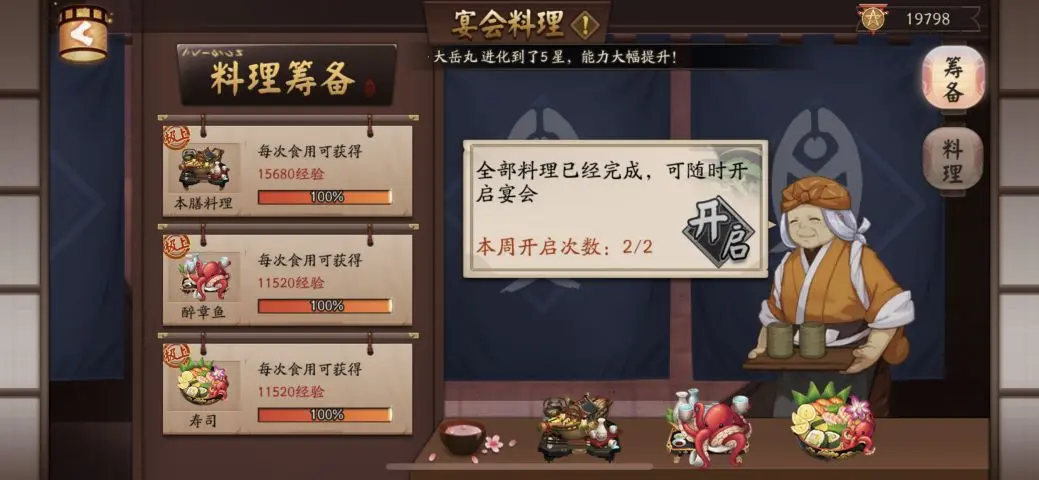 宴会料理
19798
大岳丸 进化到了5星，能力大幅提升！
料理筹备
筹备
料理
极上
每次食用可获得
15680经验
本膳料理
100%
全部料理已经完成，可随时开
启宴会
本周开启次数：2/2
开启
极上
每次食用可获得
11520经验
醉章鱼
100%
极上
每次食用可获得
11520经验
寿司
100%